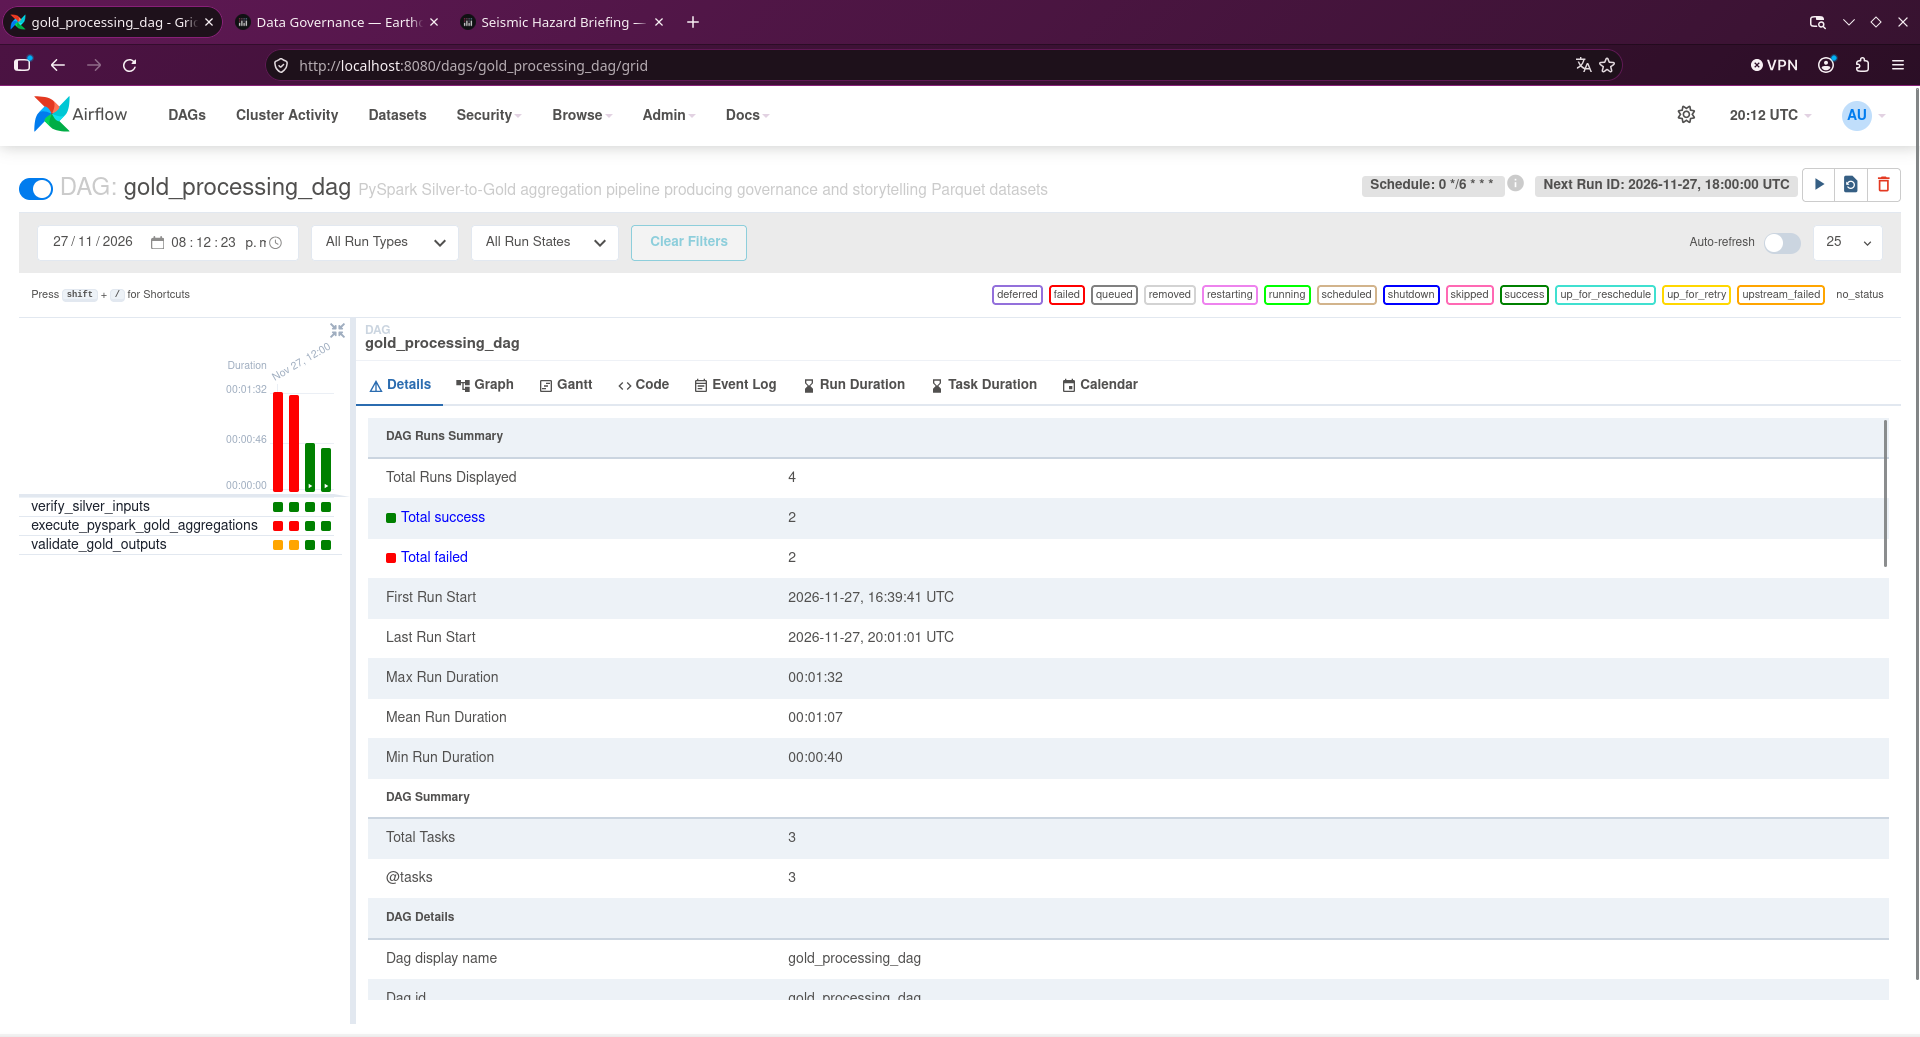 gold_processing_dag - Gri
Data Governance — Earth
Seismic Hazard Briefing —
http://localhost:8080/dags/gold_processing_dag/grid
VPN
Airflow
DAGs
Cluster Activity
Datasets
Security
Browse
Admin
Docs
20:12 UTC
AU
DAG: gold_processing_dag PySpark Silver-to-Gold aggregation pipeline producing governance and storytelling Parquet datasets
Schedule: 0 */6 * * *
Next Run ID: 2026-11-27, 18:00:00 UTC
27 / 11 / 2026
08 : 12 : 23 p. n
All Run Types
All Run States
Clear Filters
Auto-refresh
25
Press shift + / for Shortcuts
deferred
failed
queued
removed
restarting
running
scheduled
shutdown
skipped
success
up_for_reschedule
up_for_retry
upstream_failed
no_status
Duration
Nov 27, 12:00
00:01:32
00:00:46
00:00:00
verify_silver_inputs
execute_pyspark_gold_aggregations
validate_gold_outputs
DAG
gold_processing_dag
Details
Graph
Gantt
Code
Event Log
Run Duration
Task Duration
Calendar
DAG Runs Summary
Total Runs Displayed 4
Total success 2
Total failed 2
First Run Start 2026-11-27, 16:39:41 UTC
Last Run Start 2026-11-27, 20:01:01 UTC
Max Run Duration 00:01:32
Mean Run Duration 00:01:07
Min Run Duration 00:00:40
DAG Summary
Total Tasks 3
@tasks 3
DAG Details
Dag display name gold_processing_dag
Dag id gold_processing_dag